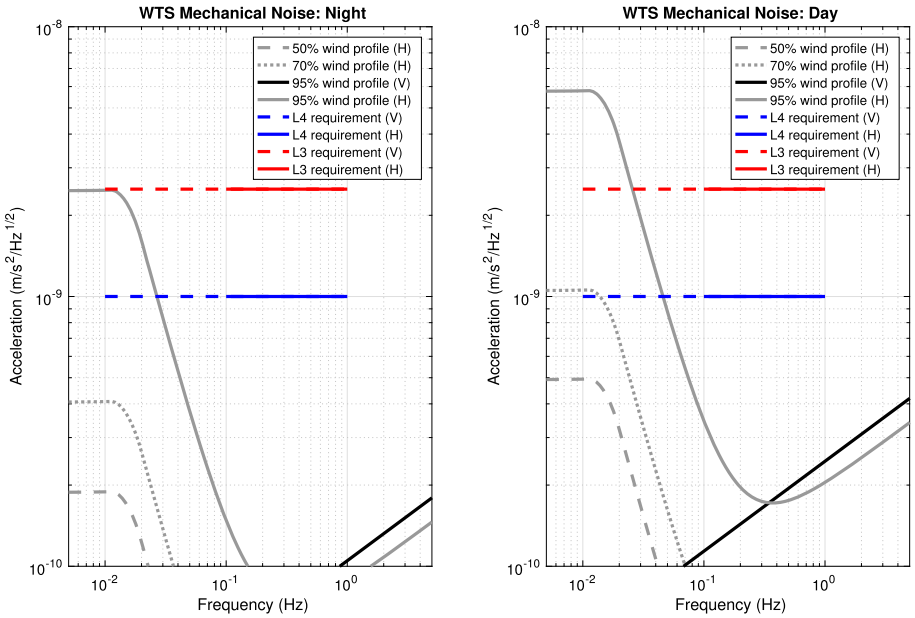 WTS Mechanical Noise: Night
10^-8
50% wind profile (H)
70% wind profile (H)
95% wind profile (V)
95% wind profile (H)
L4 requirement (V)
L4 requirement (H)
L3 requirement (V)
L3 requirement (H)
Acceleration (m/s^2/Hz^1/2)
10^-9
10^-10
10^-2
10^-1
10^0
Frequency (Hz)
WTS Mechanical Noise: Day
10^-8
50% wind profile (H)
70% wind profile (H)
95% wind profile (V)
95% wind profile (H)
L4 requirement (V)
L4 requirement (H)
L3 requirement (V)
L3 requirement (H)
Acceleration (m/s^2/Hz^1/2)
10^-9
10^-10
10^-2
10^-1
10^0
Frequency (Hz)